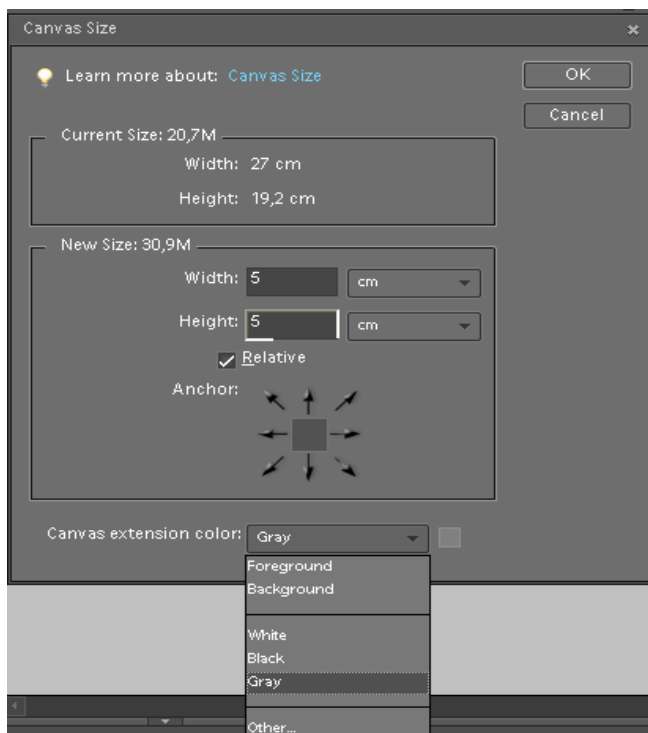 Canvas Size
Learn more about: Canvas Size
OK
Cancel
Current Size: 20,7M
Width: 27 cm
Height: 19,2 cm
New Size: 30,9M
Width: 5 cm
Height: 5 cm
Relative
Anchor:
Canvas extension color: Gray
Foreground
Background
White
Black
Gray
Other...